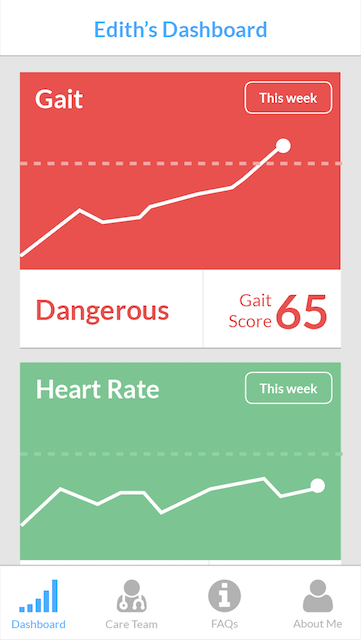 Edith’s Dashboard
Gait
This week
Dangerous
Gait
Score
65
Heart Rate
This week
Dashboard
Care Team
FAQs
About Me